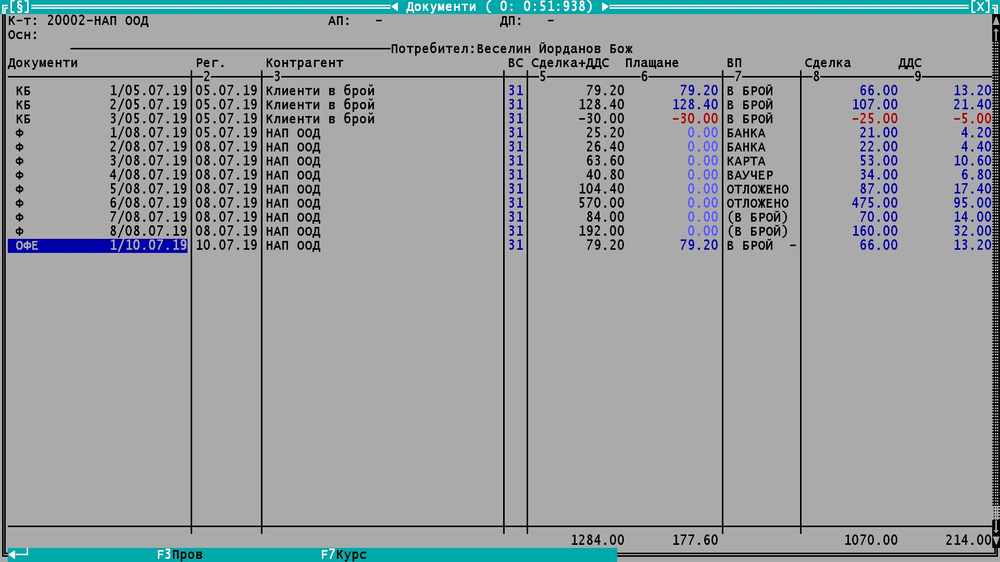 [§] ◄ Документи ( 0: 0:51:938) ► [X]
К-т: 20002-НАП ООД АП: - ДП: -
Осн:
Потребител:Веселин Йорданов Бож
Документи Рег. Контрагент ВС Сделка+ДДС Плащане ВП Сделка ДДС
2 3 5 6 7 8 9
КБ 1/05.07.19 05.07.19 Клиенти в брой 31 79.20 79.20 В БРОЙ 66.00 13.20
КБ 2/05.07.19 05.07.19 Клиенти в брой 31 128.40 128.40 В БРОЙ 107.00 21.40
КБ 3/05.07.19 05.07.19 Клиенти в брой 31 -30.00 -30.00 В БРОЙ -25.00 -5.00
Ф 1/08.07.19 05.07.19 НАП ООД 31 25.20 0.00 БАНКА 21.00 4.20
Ф 2/08.07.19 08.07.19 НАП ООД 31 26.40 0.00 БАНКА 22.00 4.40
Ф 3/08.07.19 08.07.19 НАП ООД 31 63.60 0.00 КАРТА 53.00 10.60
Ф 4/08.07.19 08.07.19 НАП ООД 31 40.80 0.00 ВАУЧЕР 34.00 6.80
Ф 5/08.07.19 08.07.19 НАП ООД 31 104.40 0.00 ОТЛОЖЕНО 87.00 17.40
Ф 6/08.07.19 08.07.19 НАП ООД 31 570.00 0.00 ОТЛОЖЕНО 475.00 95.00
Ф 7/08.07.19 08.07.19 НАП ООД 31 84.00 0.00 (В БРОЙ) 70.00 14.00
Ф 8/08.07.19 08.07.19 НАП ООД 31 192.00 0.00 (В БРОЙ) 160.00 32.00
ОФЕ 1/10.07.19 10.07.19 НАП ООД 31 79.20 79.20 В БРОЙ - 66.00 13.20
1284.00 177.60 1070.00 214.00
F3Пров F7Курс